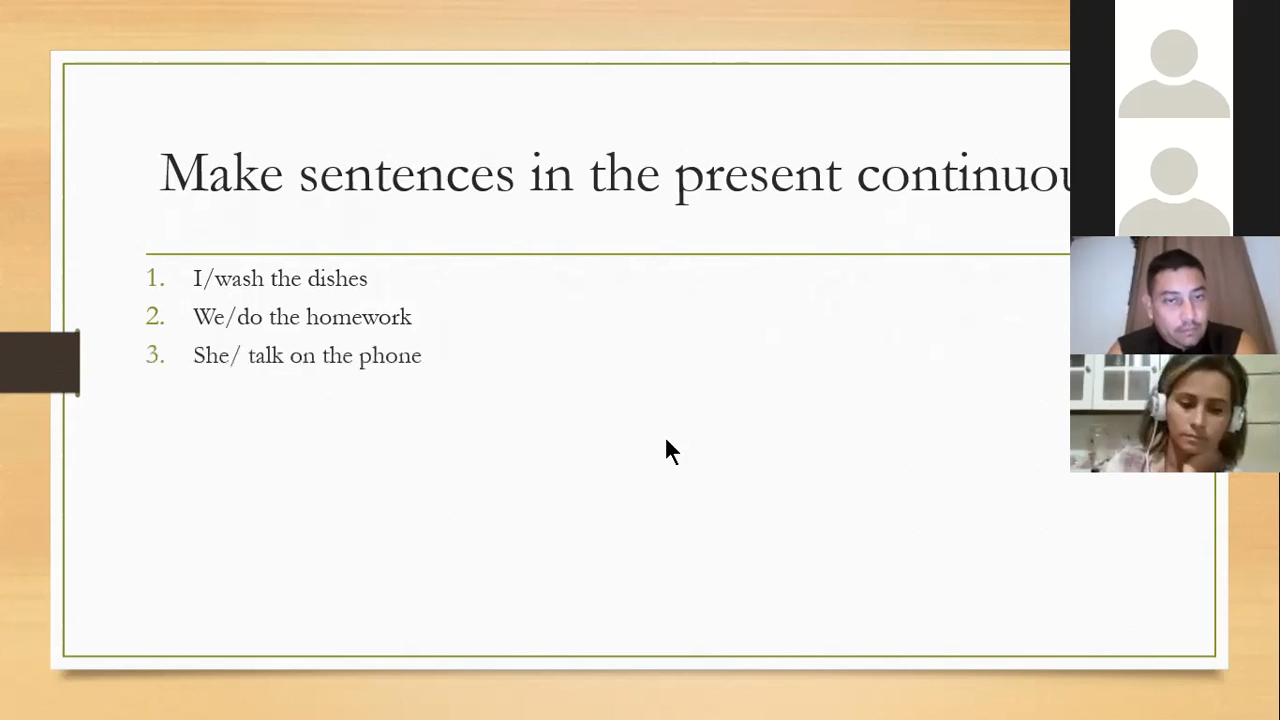 Make sentences in the present continuou
1. I/wash the dishes
2. We/do the homework
3. She/ talk on the phone